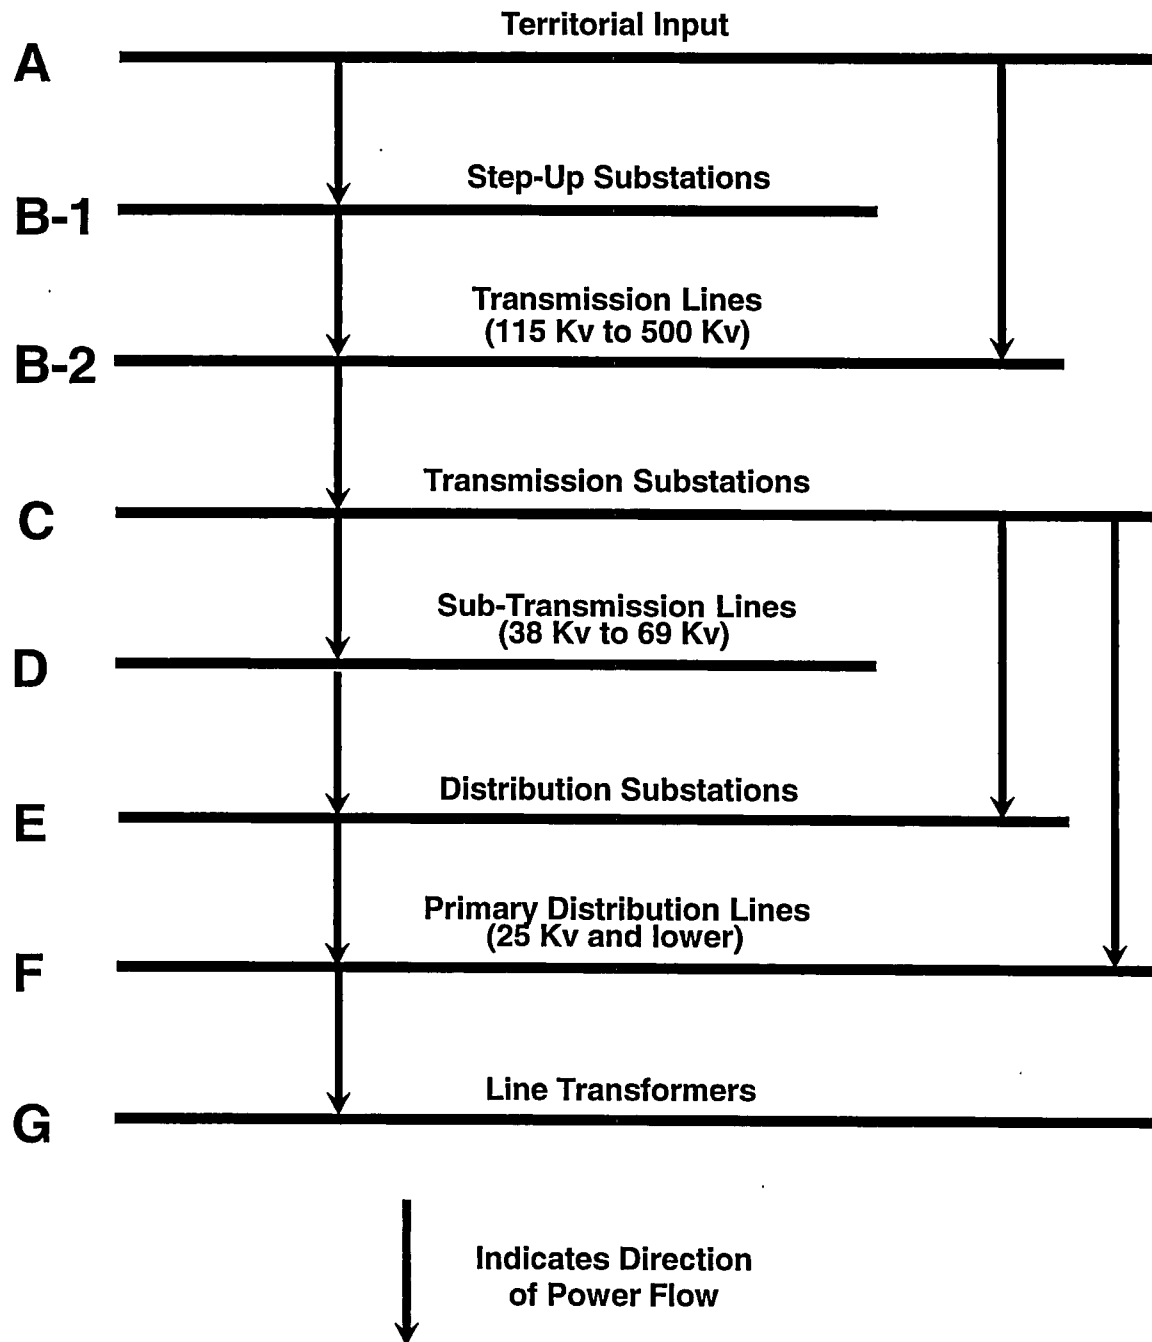 Territorial Input
A
Step-Up Substations
B-1
Transmission Lines
(115 Kv to 500 Kv)
B-2
Transmission Substations
C
Sub-Transmission Lines
(38 Kv to 69 Kv)
D
Distribution Substations
E
Primary Distribution Lines
(25 Kv and lower)
F
Line Transformers
G
Indicates Direction
of Power Flow